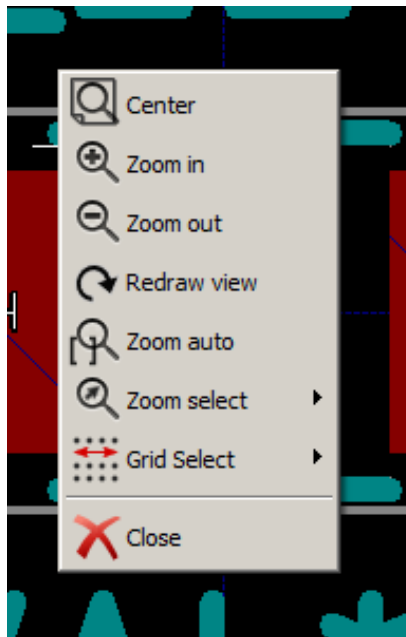 Center
Zoom in
Zoom out
Redraw view
Zoom auto
Zoom select
Grid Select
Close